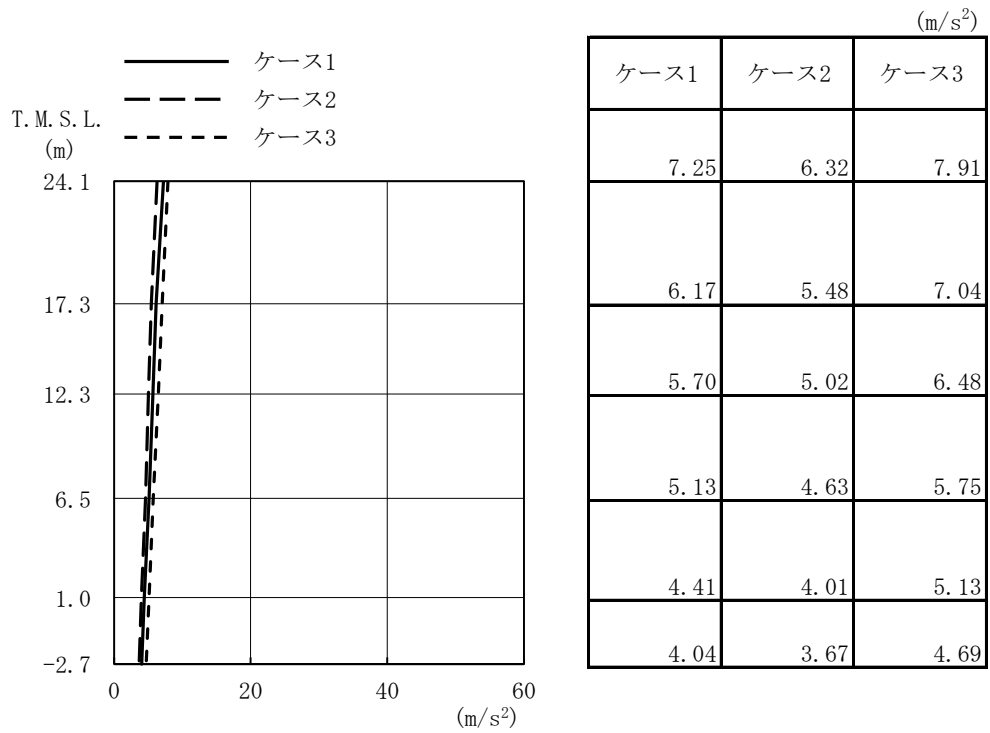 ケース1
ケース2
ケース3
T.M.S.L.
(m)
24.1
17.3
12.3
6.5
1.0
-2.7
0 20 40 60
(m/s²)
(m/s²)
ケース1 ケース2 ケース3
7.25 6.32 7.91
6.17 5.48 7.04
5.70 5.02 6.48
5.13 4.63 5.75
4.41 4.01 5.13
4.04 3.67 4.69